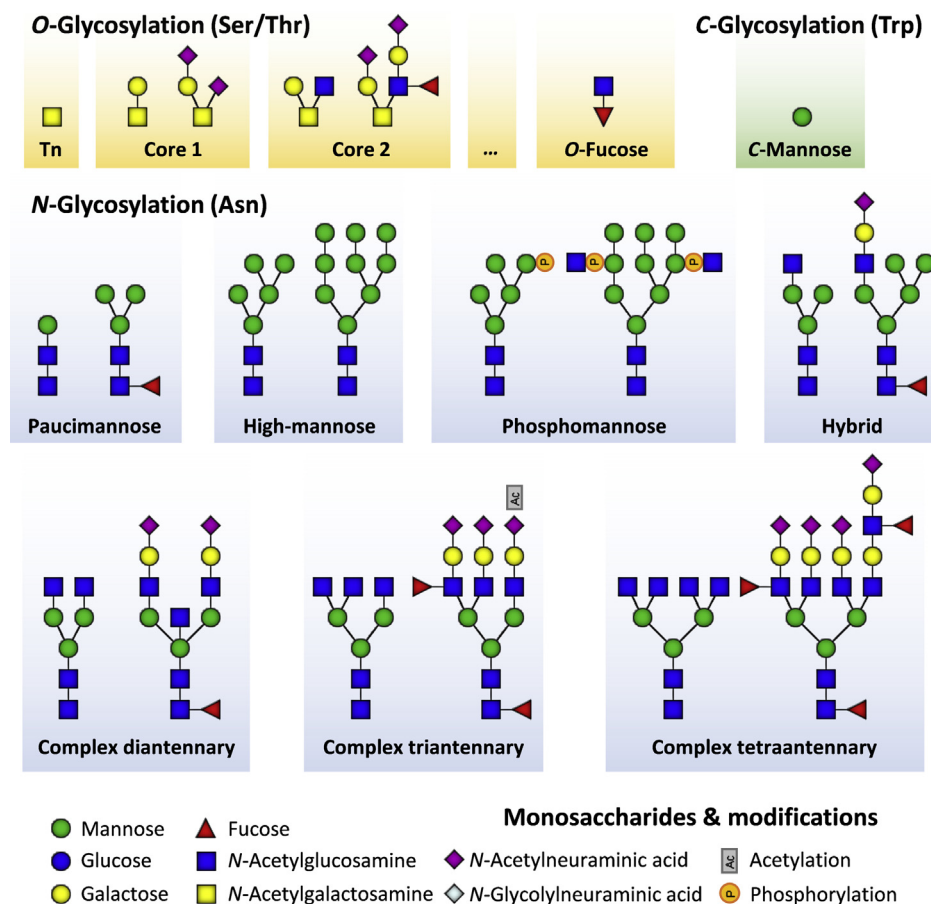 O-Glycosylation (Ser/Thr)
C-Glycosylation (Trp)
Tn
Core 1
Core 2
...
O-Fucose
C-Mannose
N-Glycosylation (Asn)
P
P
P
Paucimannose
High-mannose
Phosphomannose
Hybrid
Ac
Complex diantennary
Complex triantennary
Complex tetraantennary
Monosaccharides & modifications
Mannose
Fucose
Glucose
N-Acetylglucosamine
N-Acetylneuraminic acid
Ac
Acetylation
Galactose
N-Acetylgalactosamine
N-Glycolylneuraminic acid
P
Phosphorylation